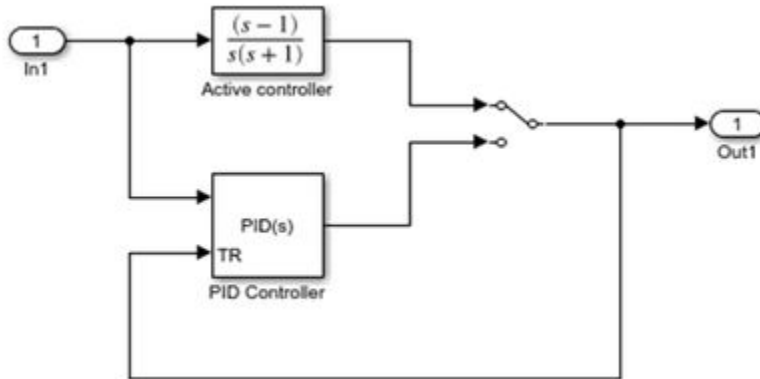 1
In1
(s − 1)
s(s + 1)
Active controller
PID(s)
TR
PID Controller
1
Out1